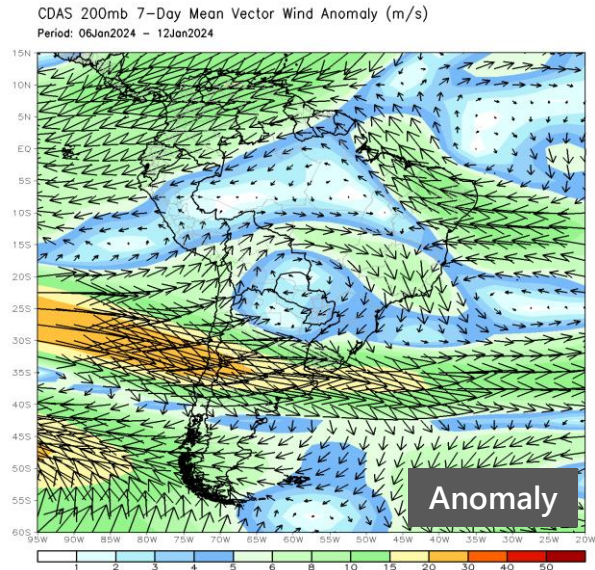 CDAS 200mb 7-Day Mean Vector Wind Anomaly (m/s)
Period: 06Jan2024 - 12Jan2024
15N
10N
5N
EQ
5S
10S
15S
20S
25S
30S
35S
40S
45S
50S
55S
60S
Anomaly
95W 90W 85W 80W 75W 70W 65W 60W 55W 50W 45W 40W 35W 30W 25W 20W
1 2 3 4 5 6 8 10 15 20 30 40 50